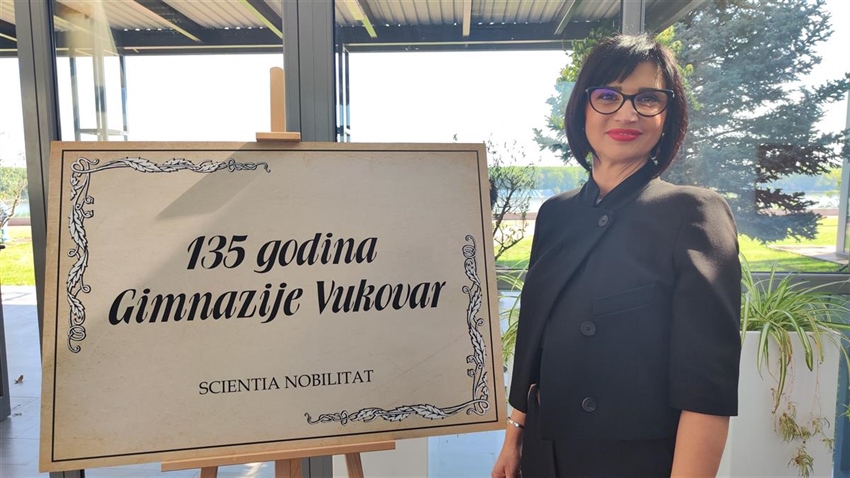 135 godina
Gimnazije Vukovar
SCIENTIA NOBILITAT